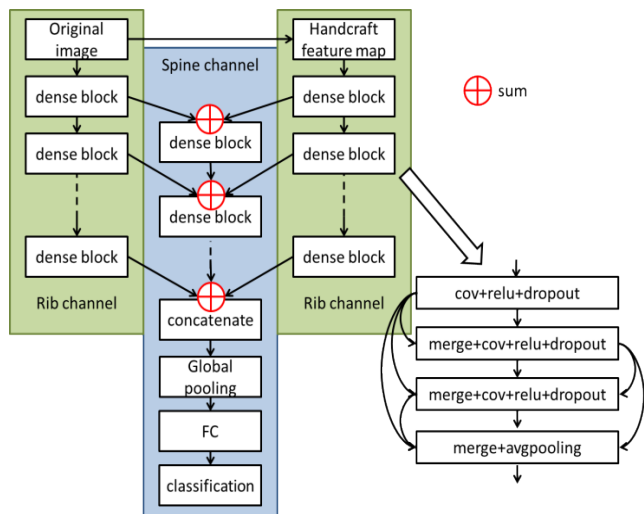 Original
image
Handcraft
feature map
Spine channel
sum
dense block
dense block
dense block
dense block
dense block
dense block
dense block
dense block
Rib channel
Rib channel
concatenate
Global
pooling
FC
classification
cov+relu+dropout
merge+cov+relu+dropout
merge+cov+relu+dropout
merge+avgpooling